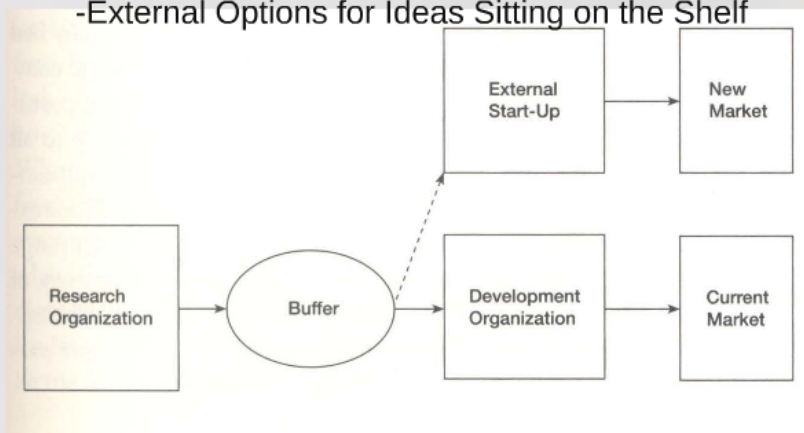 -External Options for Ideas Sitting on the Shelf
External
Start-Up
New
Market
Research
Organization
Buffer
Development
Organization
Current
Market